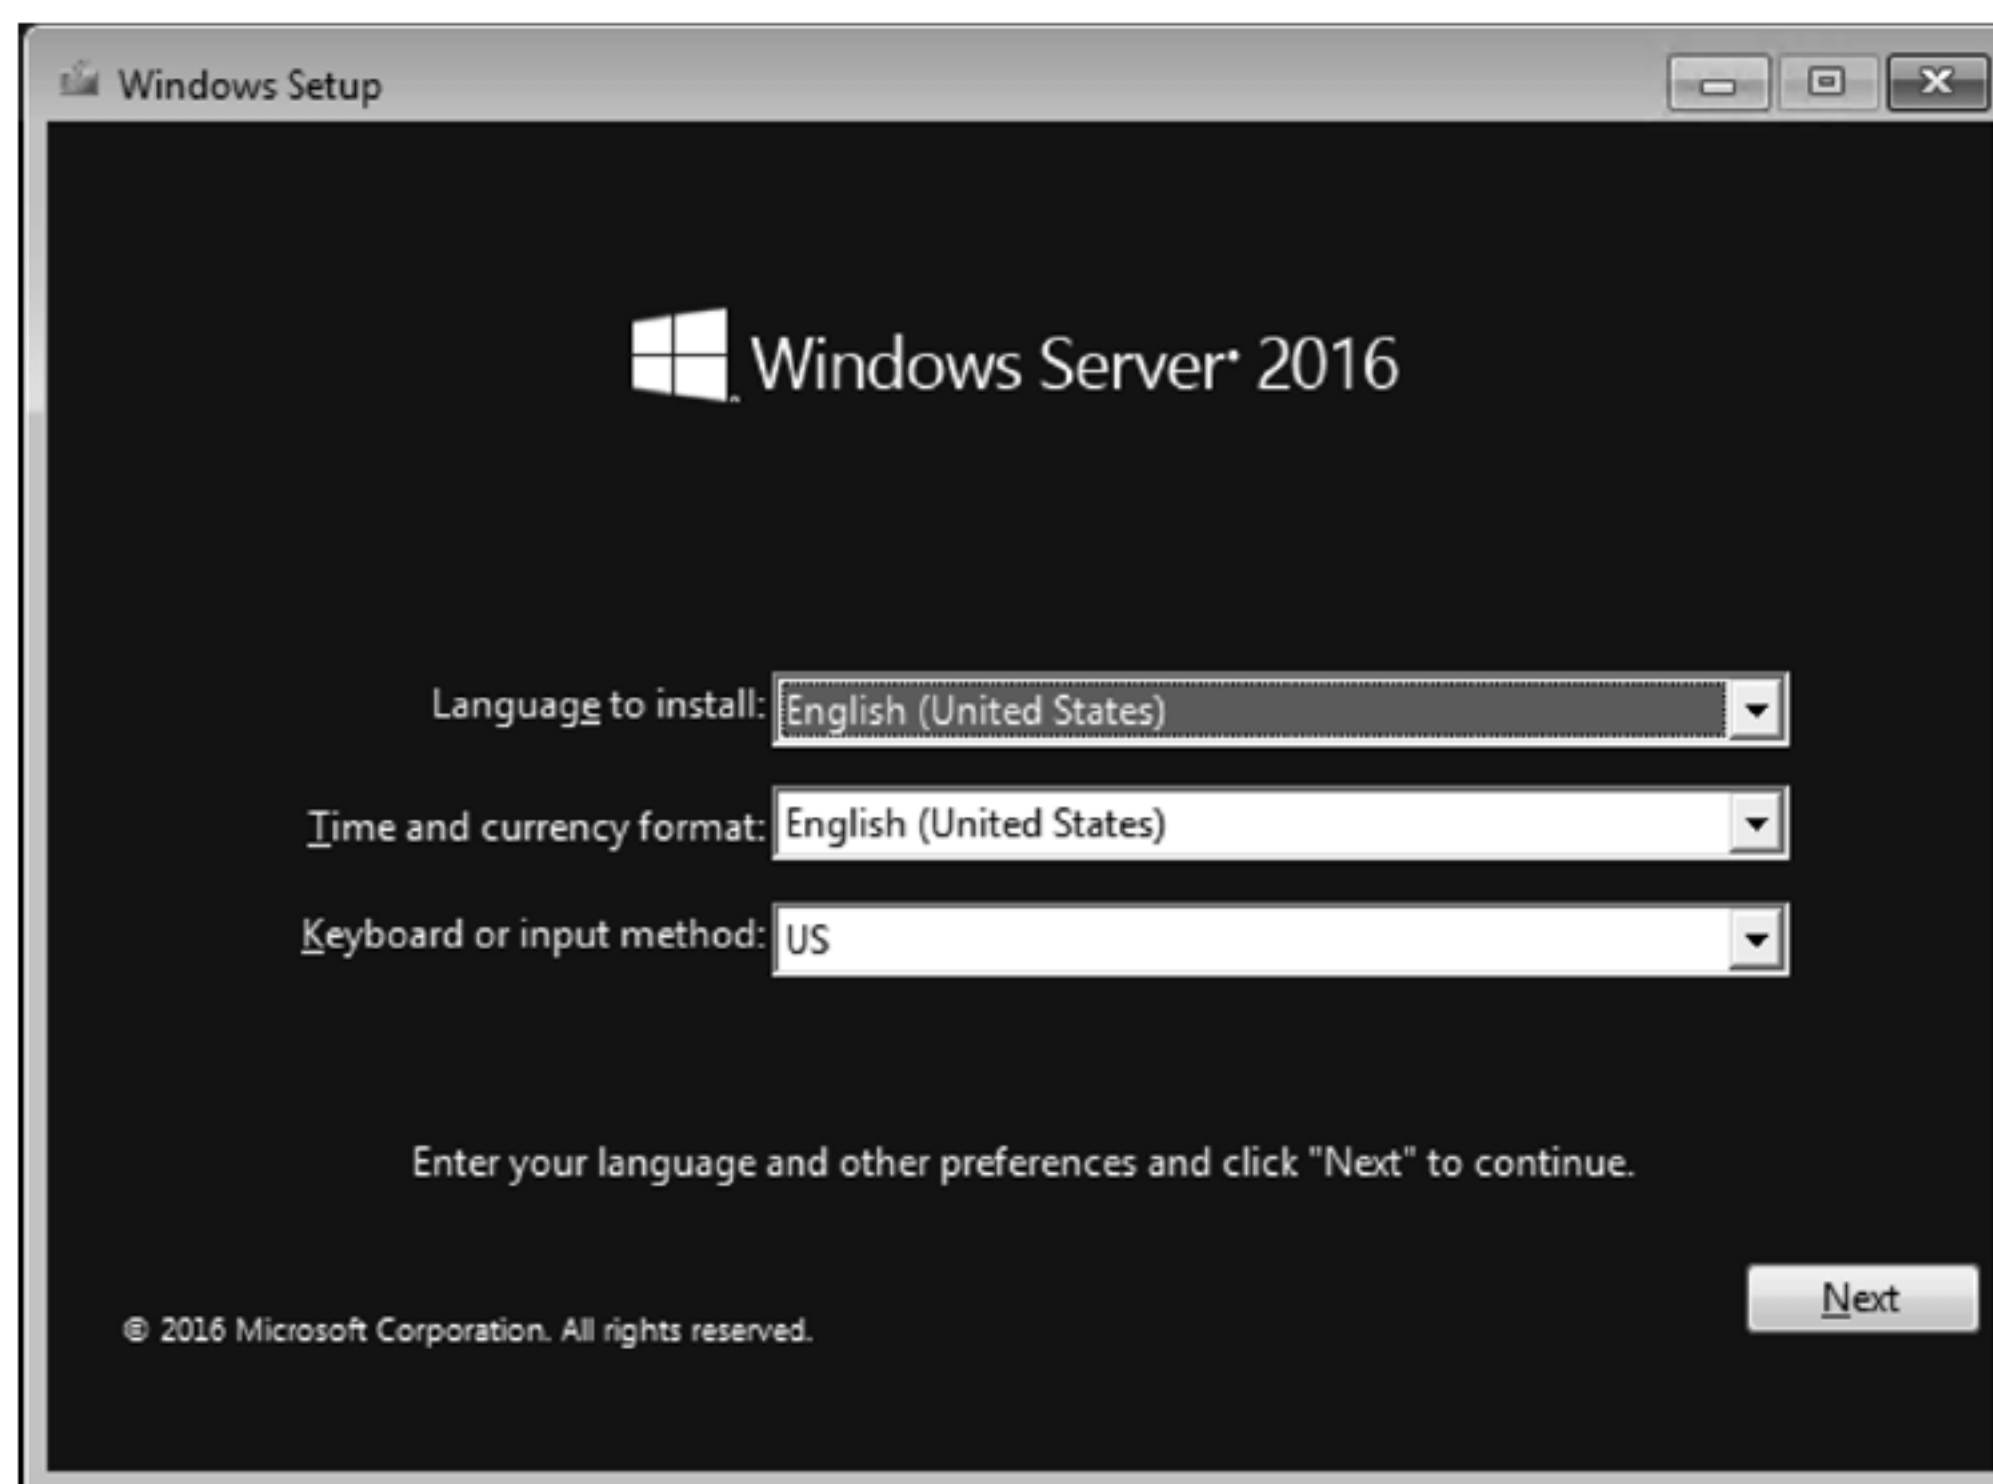 Windows Setup
Windows Server® 2016
Language to install: English (United States)
Time and currency format: English (United States)
Keyboard or input method: US
Enter your language and other preferences and click "Next" to continue.
Next
© 2016 Microsoft Corporation. All rights reserved.